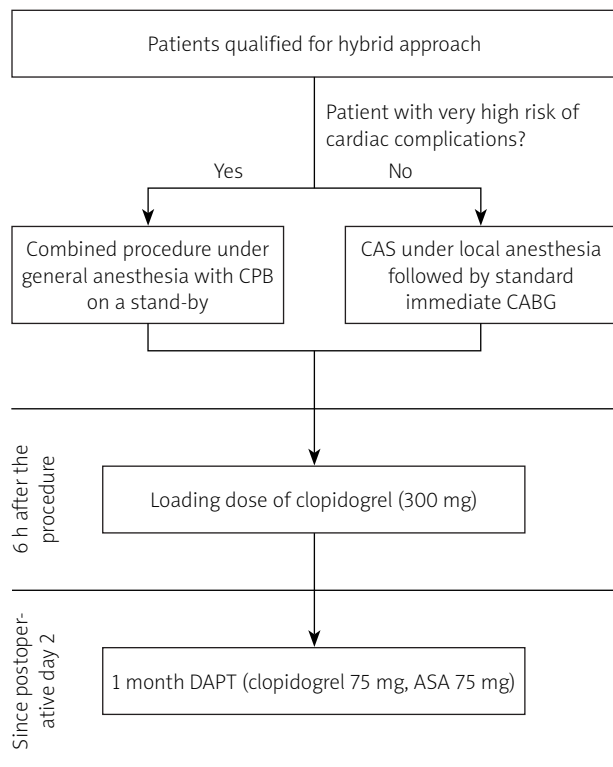 Patients qualified for hybrid approach
Patient with very high risk of
cardiac complications?
Yes
No
Combined procedure under
general anesthesia with CPB
on a stand-by
CAS under local anesthesia
followed by standard
immediate CABG
6 h after the
procedure
Loading dose of clopidogrel (300 mg)
Since postoper-
ative day 2
1 month DAPT (clopidogrel 75 mg, ASA 75 mg)